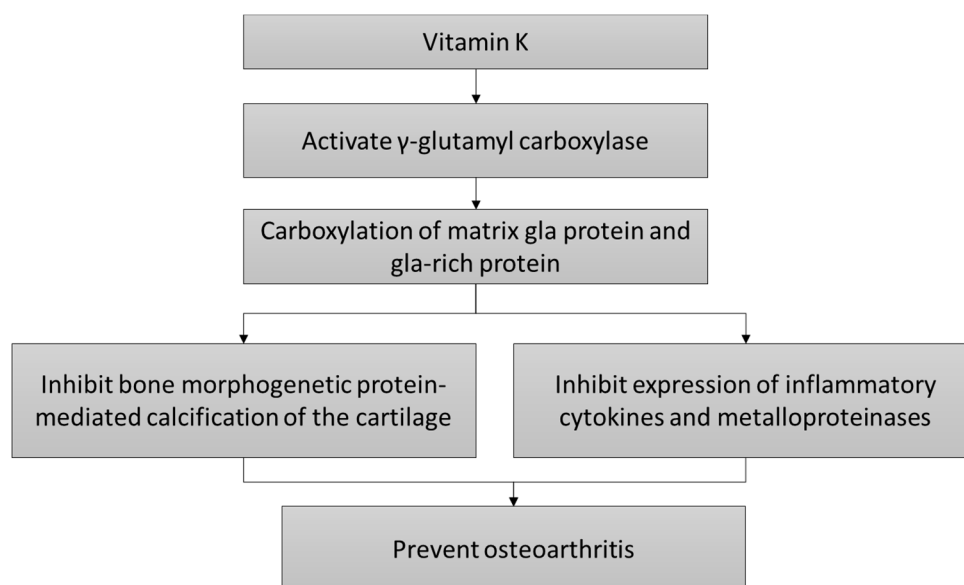 Vitamin K
Activate γ-glutamyl carboxylase
Carboxylation of matrix gla protein and
gla-rich protein
Inhibit bone morphogenetic protein-
mediated calcification of the cartilage
Inhibit expression of inflammatory
cytokines and metalloproteinases
Prevent osteoarthritis